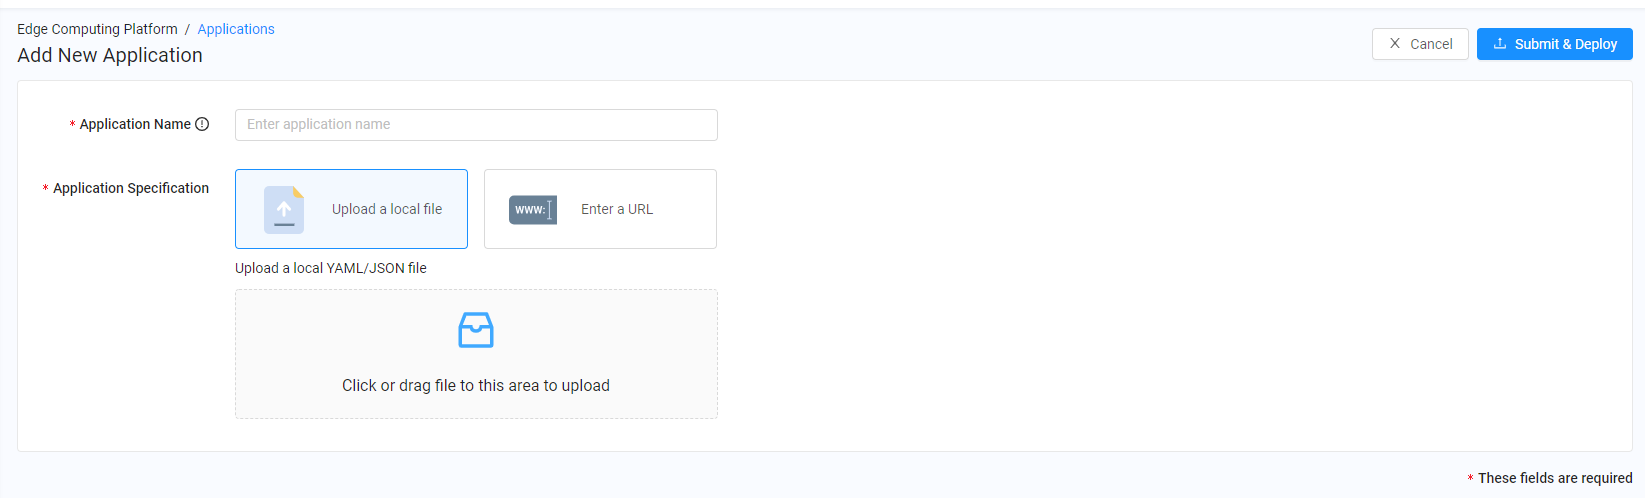 Edge Computing Platform / Applications
Add New Application
X Cancel
Submit & Deploy
* Application Name
Enter application name
* Application Specification
Upload a local file
www:
Enter a URL
Upload a local YAML/JSON file
Click or drag file to this area to upload
* These fields are required